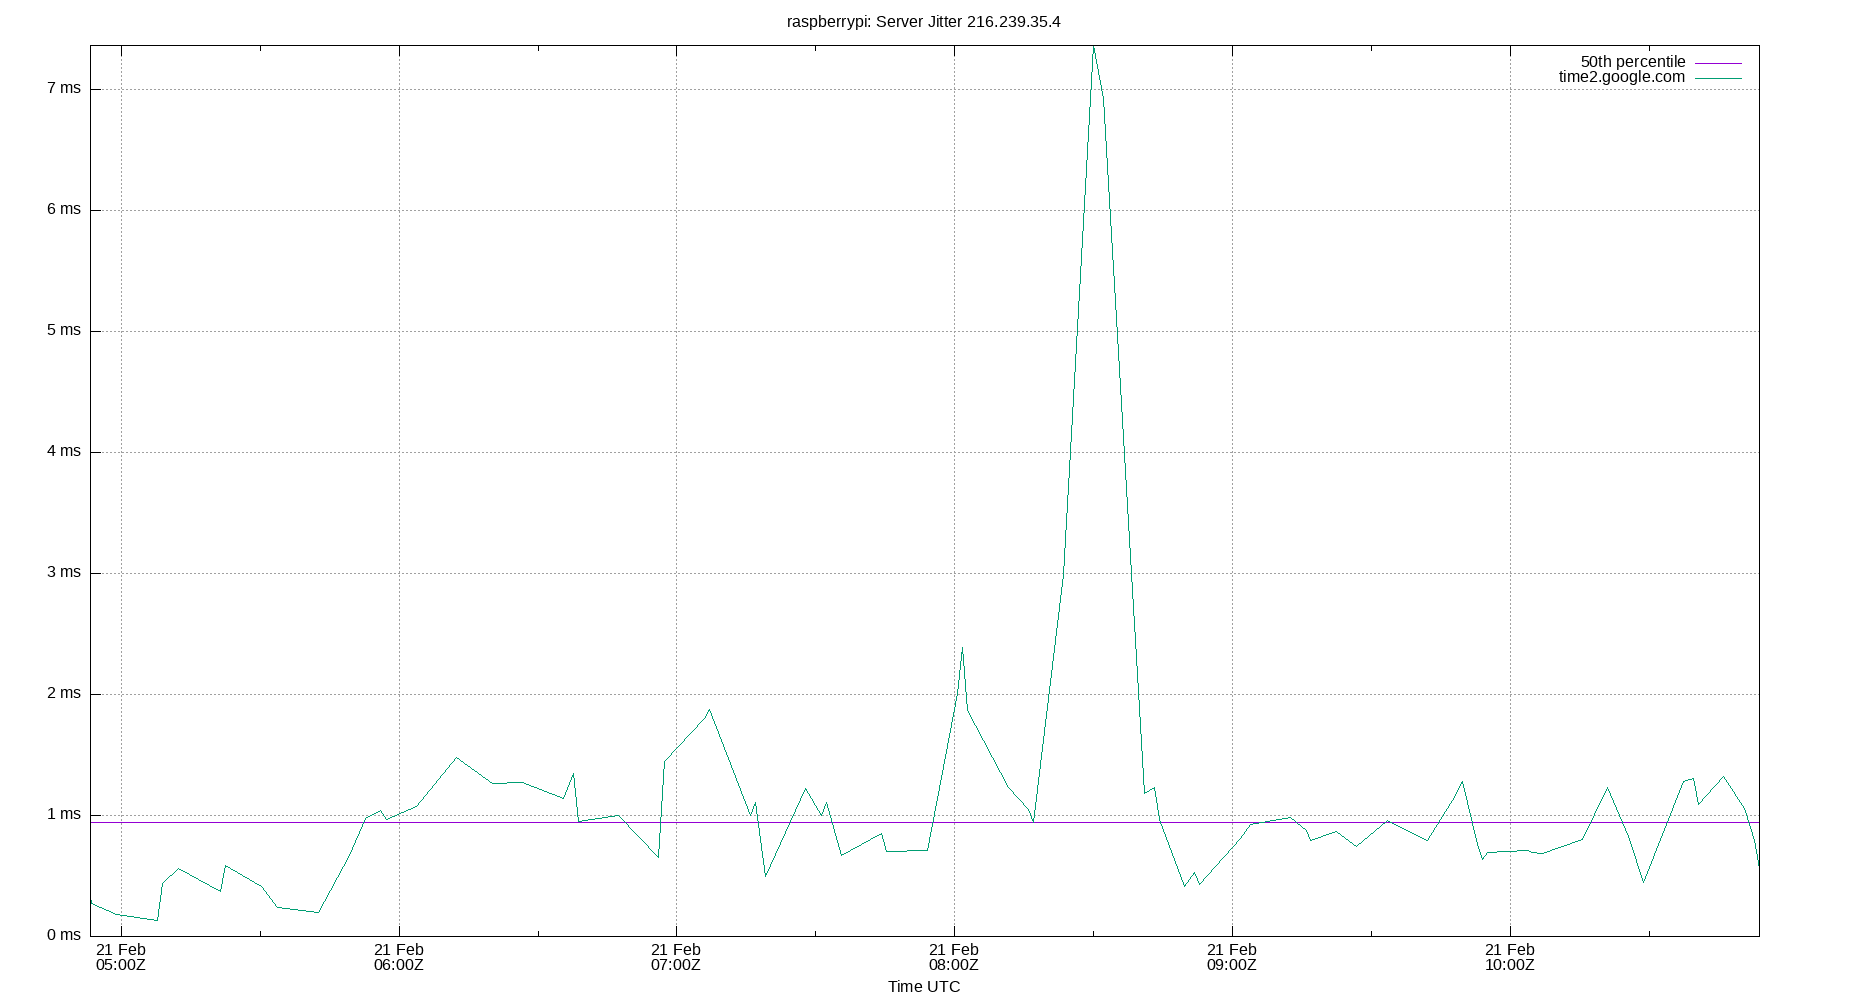 raspberrypi: Server Jitter 216.239.35.4
50th percentile
time2.google.com
7 ms
6 ms
5 ms
4 ms
3 ms
2 ms
1 ms
0 ms
21 Feb 21 Feb 21 Feb 21 Feb 21 Feb 21 Feb
05:00Z 06:00Z 07:00Z 08:00Z 09:00Z 10:00Z
Time UTC